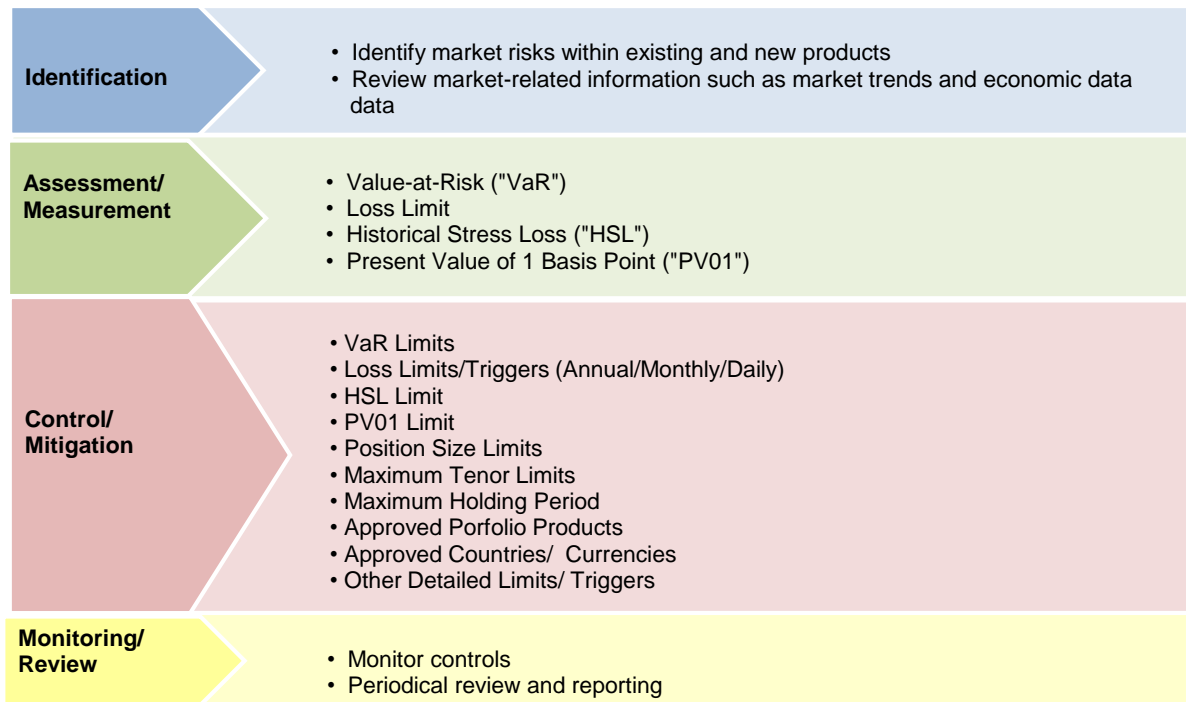 Identification
• Identify market risks within existing and new products
• Review market-related information such as market trends and economic data
data
Assessment/
Measurement
• Value-at-Risk ("VaR")
• Loss Limit
• Historical Stress Loss ("HSL")
• Present Value of 1 Basis Point ("PV01")
Control/
Mitigation
• VaR Limits
• Loss Limits/Triggers (Annual/Monthly/Daily)
• HSL Limit
• PV01 Limit
• Position Size Limits
• Maximum Tenor Limits
• Maximum Holding Period
• Approved Porfolio Products
• Approved Countries/ Currencies
• Other Detailed Limits/ Triggers
Monitoring/
Review
• Monitor controls
• Periodical review and reporting